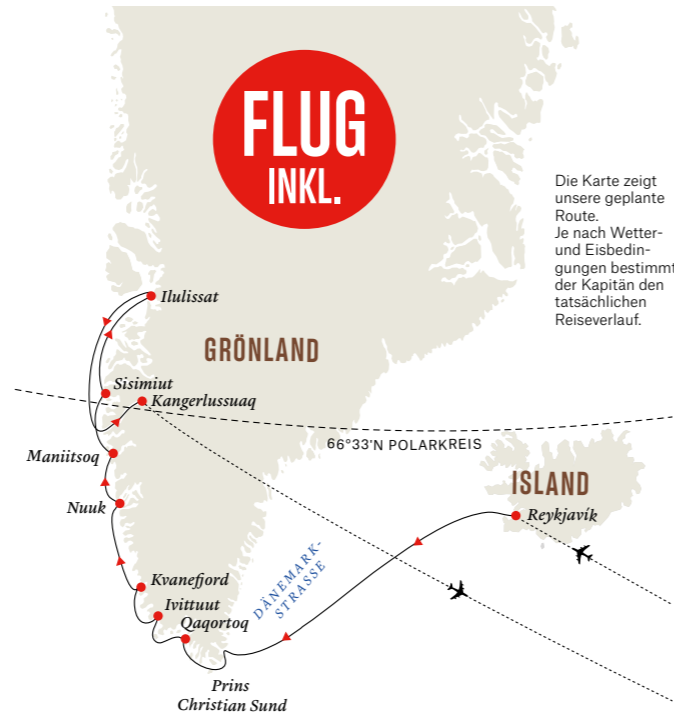 FLUG
INKL.
Die Karte zeigt
unsere geplante
Route.
Je nach Wetter-
und Eisbedin-
gungen bestimmt
der Kapitän den
tatsächlichen
Reiseverlauf.
Ilulissat
GRÖNLAND
Sisimiut
Kangerlussuaq
66°33'N POLARKREIS
Maniitsoq
ISLAND
Nuuk
Reykjavík
DÄNEMARK-
STRASSE
Kvanefjord
Ivittuut
Qaqortoq
Prins
Christian Sund